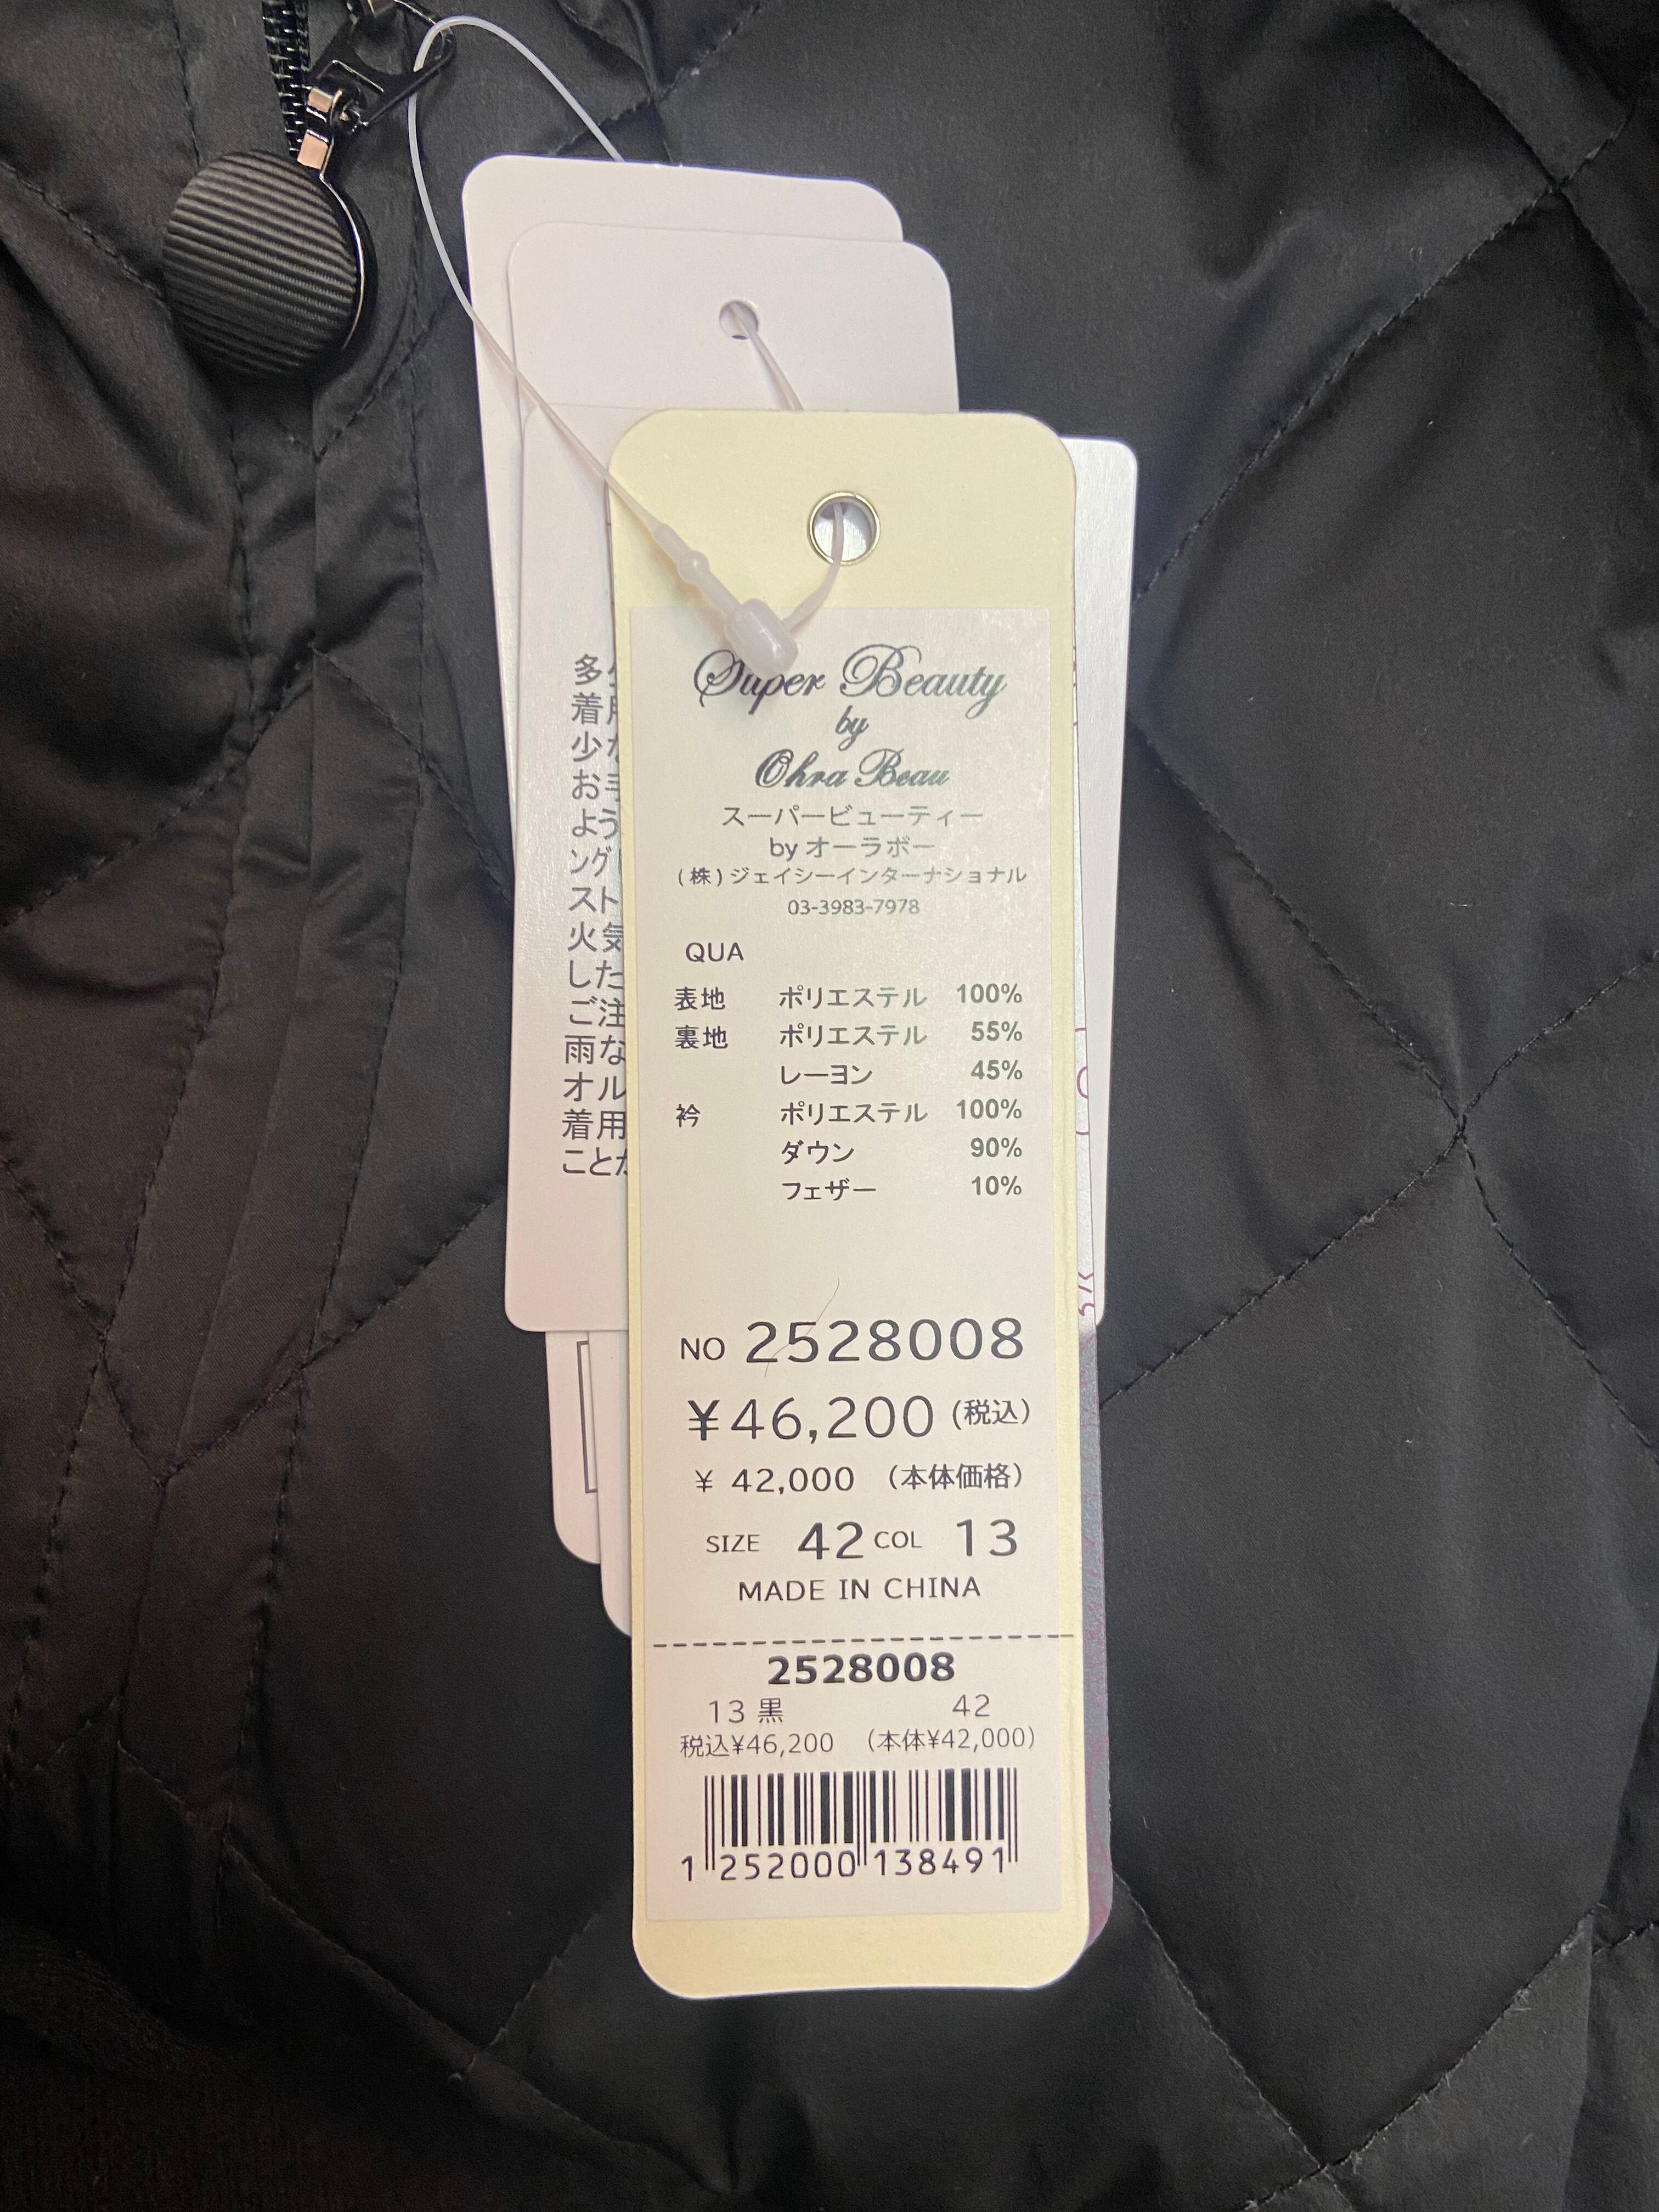 Super Beauty
by
Ohra Beau
スーパービューティー
by オーラボー
(株)ジェイシーインターナショナル
03-3983-7978
QUA
表地 ポリエステル 100%
裏地 ポリエステル 55%
レーヨン 45%
衿 ポリエステル 100%
ダウン 90%
フェザー 10%
NO 2528008
¥46,200 (税込)
¥ 42,000 (本体価格)
SIZE 42 COL 13
MADE IN CHINA
2528008
13 黒 42
税込¥46,200 (本体¥42,000)
1 252000 138491
多
着用
少
お手
よう
ング
スト
火気
した
ご注
雨な
オル
着用
ことが